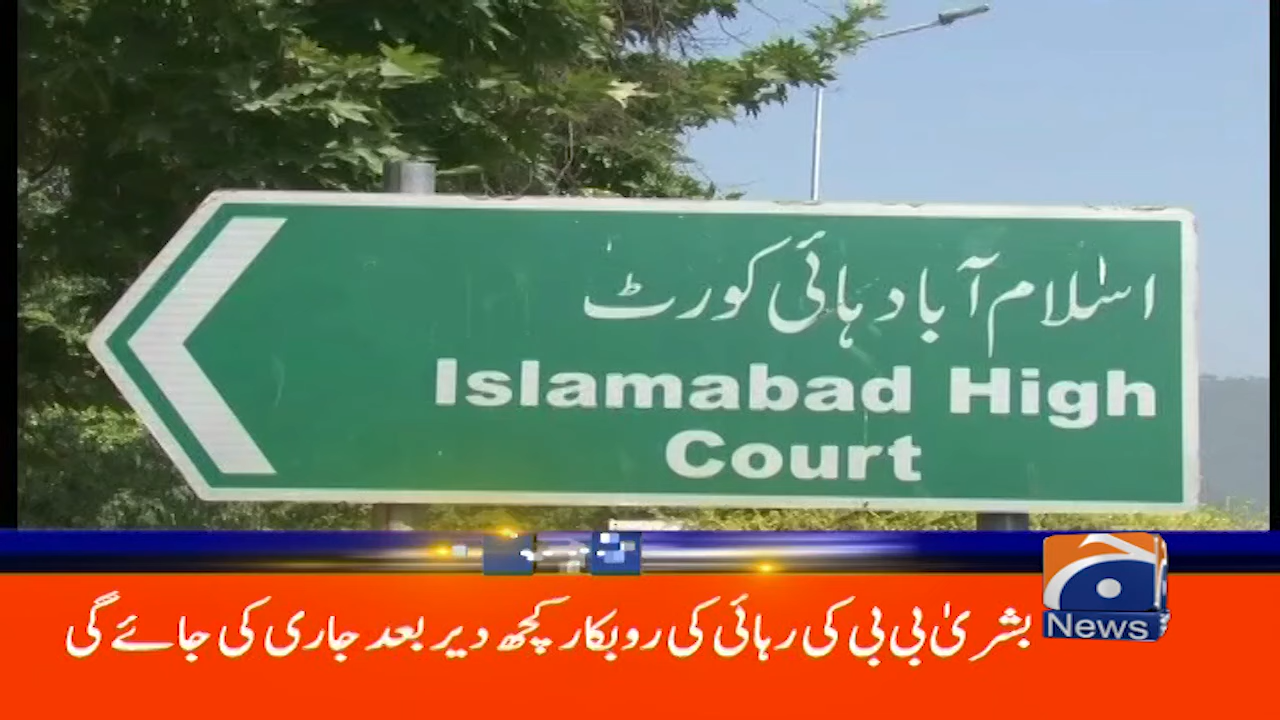 اسلام آباد ہائی کورٹ
Islamabad High
Court
News
بشریٰ بی بی کی رہائی کی روبکار کچھ دیر بعد جاری کی جائے گی